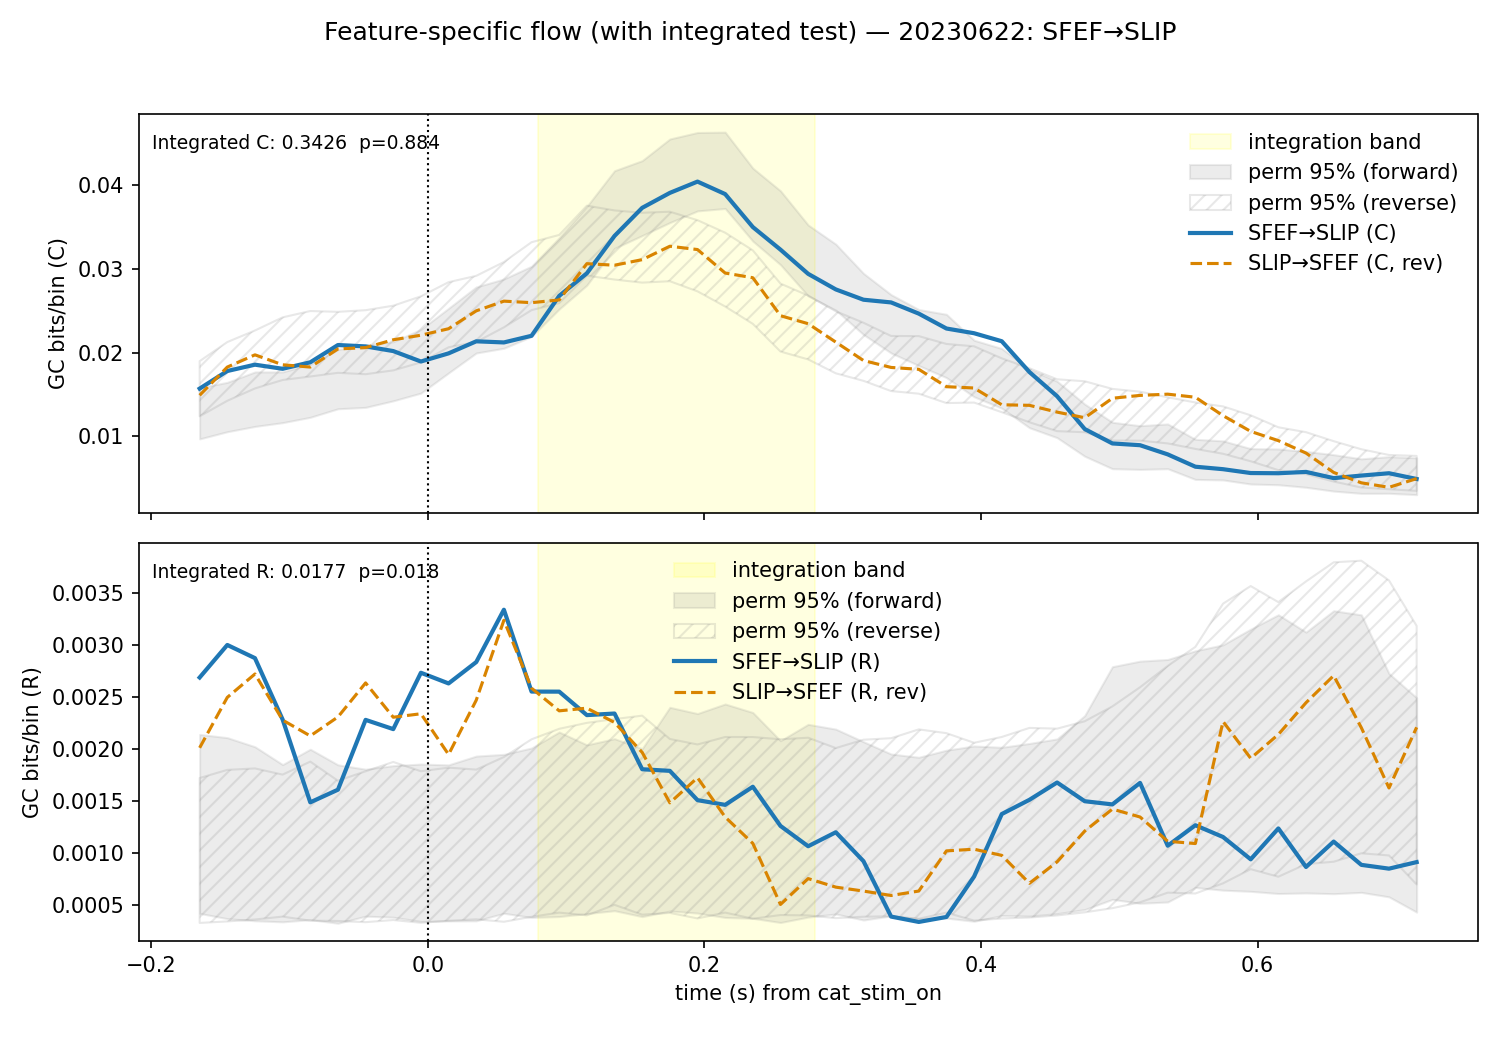 Feature-specific flow (with integrated test) — 20230622: SFEF→SLIP
Integrated C: 0.3426  p=0.884
integration band
perm 95% (forward)
perm 95% (reverse)
SFEF→SLIP (C)
SLIP→SFEF (C, rev)
GC bits/bin (C)
0.04
0.03
0.02
0.01
Integrated R: 0.0177  p=0.018
integration band
perm 95% (forward)
perm 95% (reverse)
SFEF→SLIP (R)
SLIP→SFEF (R, rev)
GC bits/bin (R)
0.0035
0.0030
0.0025
0.0020
0.0015
0.0010
0.0005
−0.2 0.0 0.2 0.4 0.6
time (s) from cat_stim_on